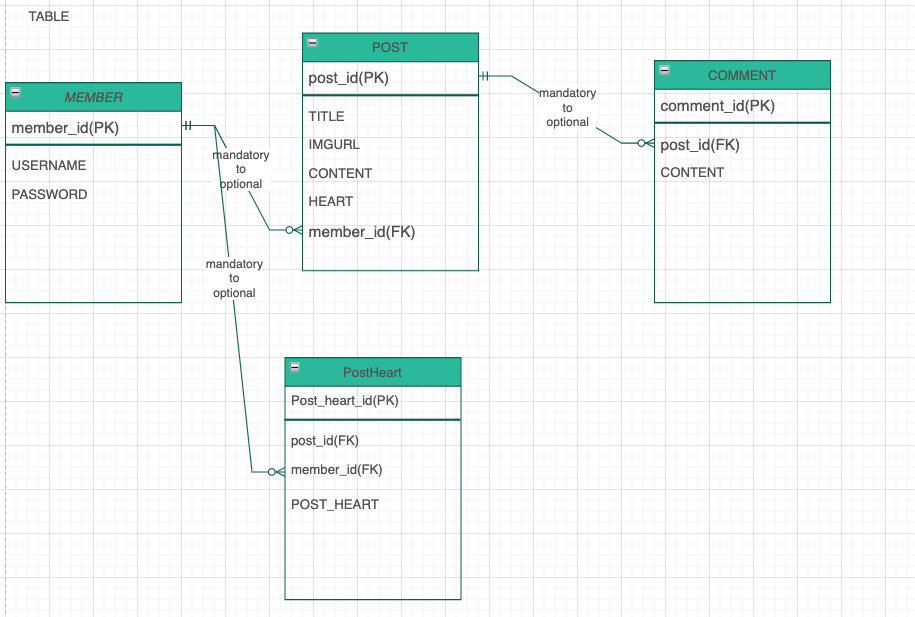 TABLE
MEMBER
member_id(PK)
USERNAME
PASSWORD
mandatory
to
optional
POST
post_id(PK)
TITLE
IMGURL
CONTENT
HEART
member_id(FK)
mandatory
to
optional
COMMENT
comment_id(PK)
post_id(FK)
CONTENT
mandatory
to
optional
PostHeart
Post_heart_id(PK)
post_id(FK)
member_id(FK)
POST_HEART